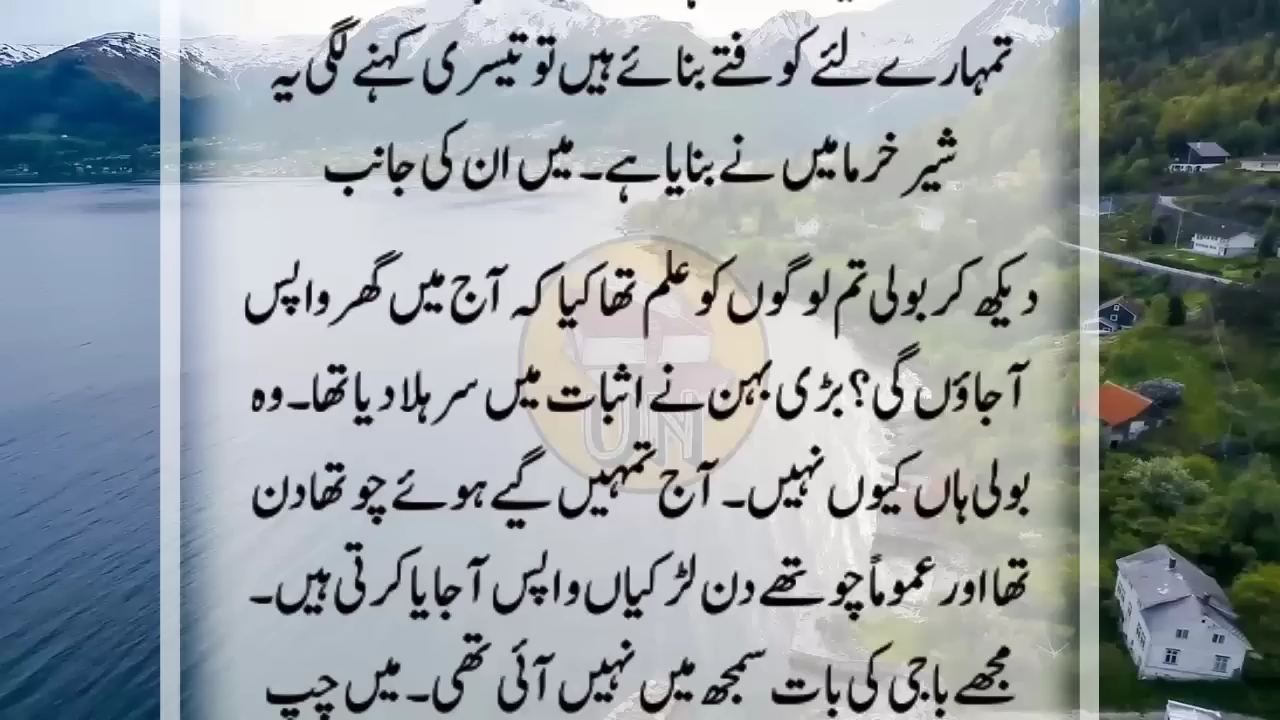 تمہارے لئے کوفتے بنائے ہیں تو تیسری کہنے لگی یہ
شیر خرما میں نے بنایا ہے۔ میں ان کی جانب
دیکھ کر بولی تم لوگوں کو علم تھا کیا کہ آج میں گھر واپس
آجاؤں گی؟ بڑی بہن نے اثبات میں سر ہلا دیا تھا۔ وہ
بولی ہاں کیوں نہیں۔ آج تمہیں گیے ہوئے چوتھا دن
تھا اور عموماً چوتھے دن لڑکیاں واپس آجایا کرتی ہیں۔
مجھے باجی کی بات سمجھ میں نہیں آئی تھی۔ میں چپ
UN